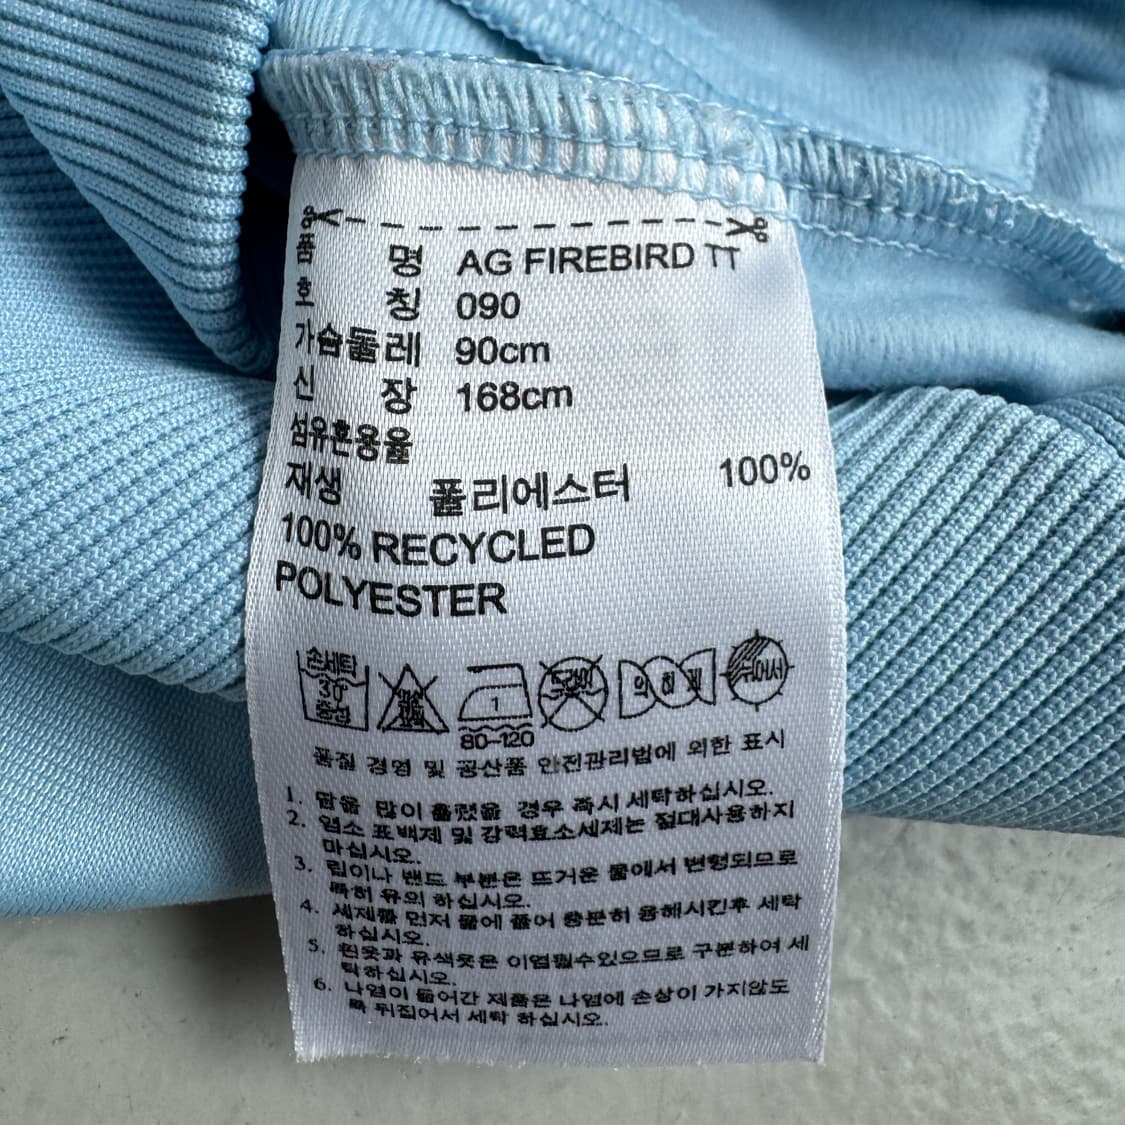 품 명 AG FIREBIRD TT
호 칭 090
가슴둘레 90cm
신 장 168cm
섬유혼용율
재생 폴리에스터 100%
100% RECYCLED
POLYESTER
손세탁
30°
중성
1
80-120
드라이
뉘어서
품질 경영 및 공산품 안전관리법에 의한 표시
1. 땀을 많이 흘렸을 경우 즉시 세탁하십시오.
2. 염소 표백제 및 강력효소세제는 절대사용하지
마십시오.
3. 립이나 밴드 부분은 뜨거운 물에서 변형되므로
특히 유의 하십시오.
4. 세제를 먼저 물에 풀어 충분히 용해시킨후 세탁
하십시오.
5. 흰옷과 유색옷은 이염될수있으므로 구분하여 세
탁하십시오.
6. 나염이 들어간 제품은 나염에 손상이 가지않도
록 뒤집어서 세탁 하십시오.